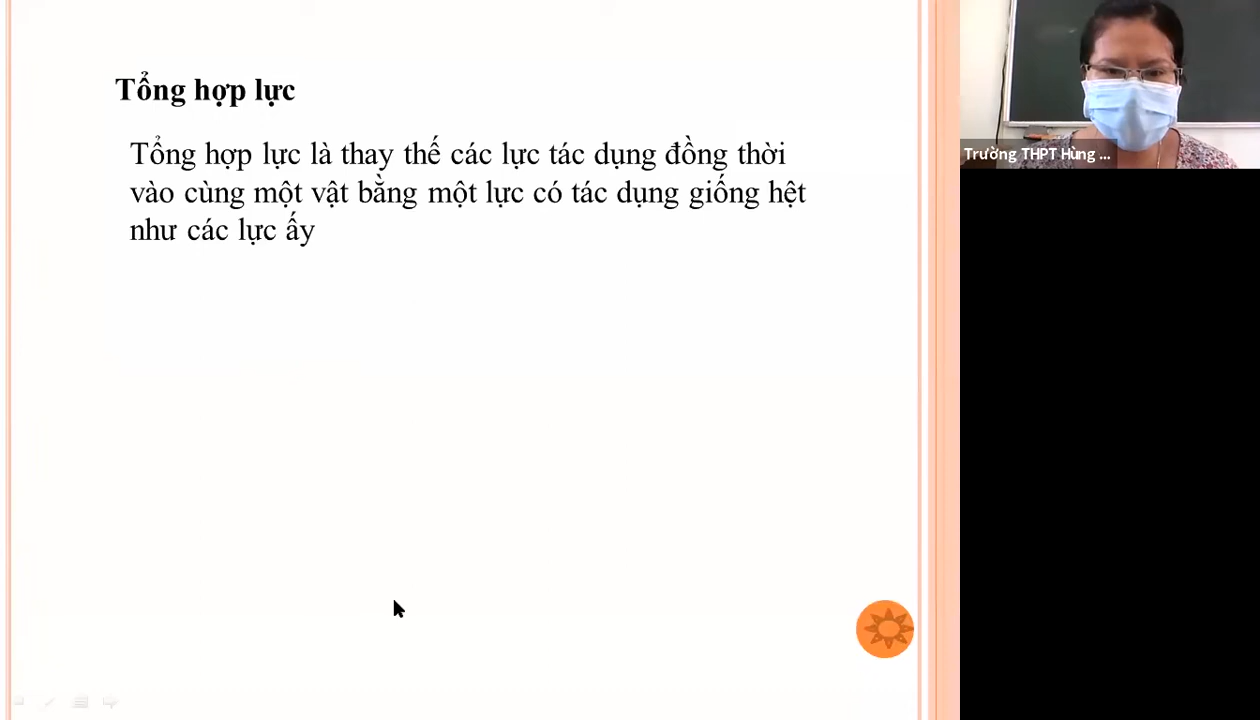 Tổng hợp lực
Tổng hợp lực là thay thế các lực tác dụng đồng thời
vào cùng một vật bằng một lực có tác dụng giống hệt
như các lực ấy
Trường THPT Hùng ...